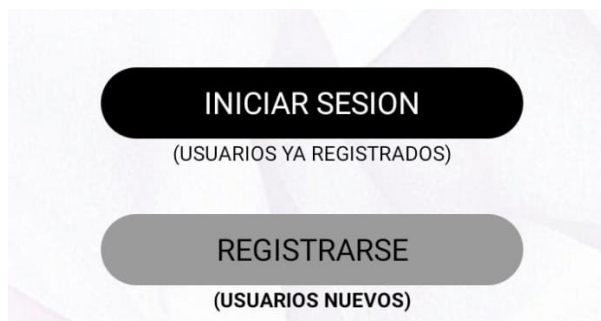 INICIAR SESION
(USUARIOS YA REGISTRADOS)
REGISTRARSE
(USUARIOS NUEVOS)